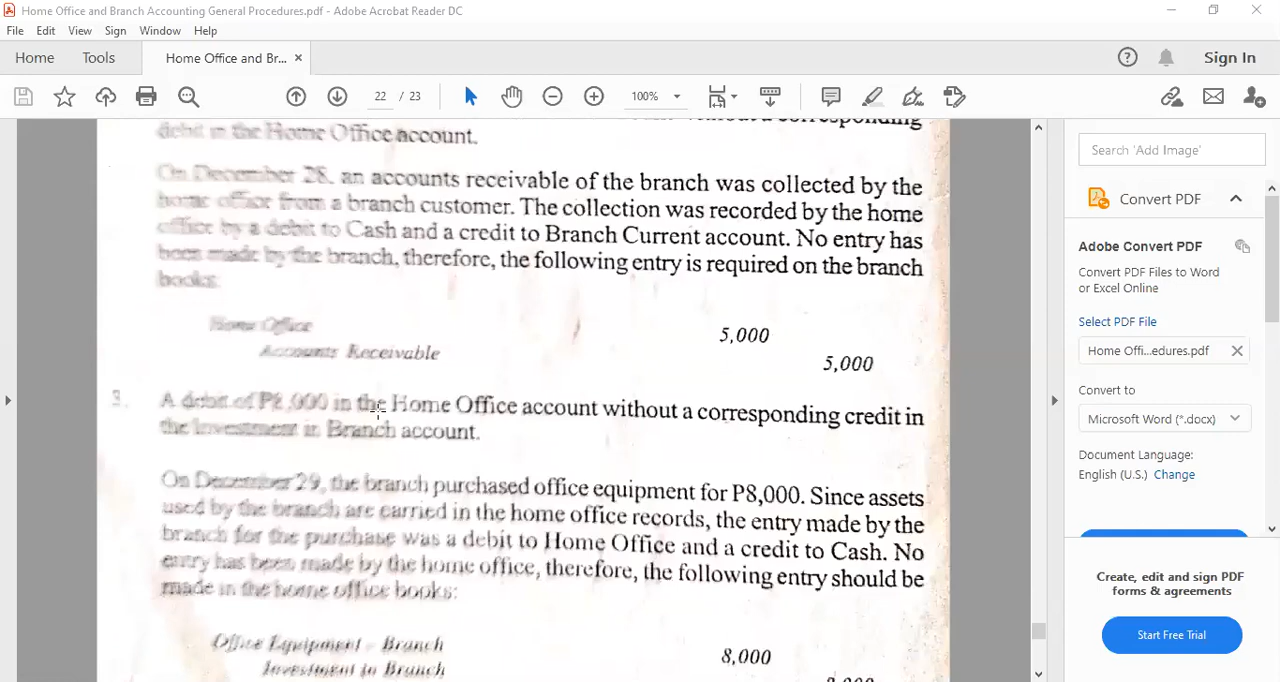 Home Office and Branch Accounting General Procedures.pdf - Adobe Acrobat Reader DC
File Edit View Sign Window Help
Home Tools Home Office and Br... × Sign In
22 / 23 100%
corresponding
debit in the Home Office account.
On December 28, an accounts receivable of the branch was collected by the
home office from a branch customer. The collection was recorded by the home
office by a debit to Cash and a credit to Branch Current account. No entry has
been made by the branch, therefore, the following entry is required on the branch
books:
Home Office 5,000
Accounts Receivable 5,000
3. A debit of P8,000 in the Home Office account without a corresponding credit in
the Investment in Branch account.
On December 29, the branch purchased office equipment for P8,000. Since assets
used by the branch are carried in the home office records, the entry made by the
branch for the purchase was a debit to Home Office and a credit to Cash. No
entry has been made by the home office, therefore, the following entry should be
made in the home office books:
Office Equipment - Branch 8,000
Investment in Branch
Search 'Add Image'
Convert PDF
Adobe Convert PDF
Convert PDF Files to Word
or Excel Online
Select PDF File
Home Offi...edures.pdf
Convert to
Microsoft Word (*.docx)
Document Language:
English (U.S.) Change
Create, edit and sign PDF
forms & agreements
Start Free Trial